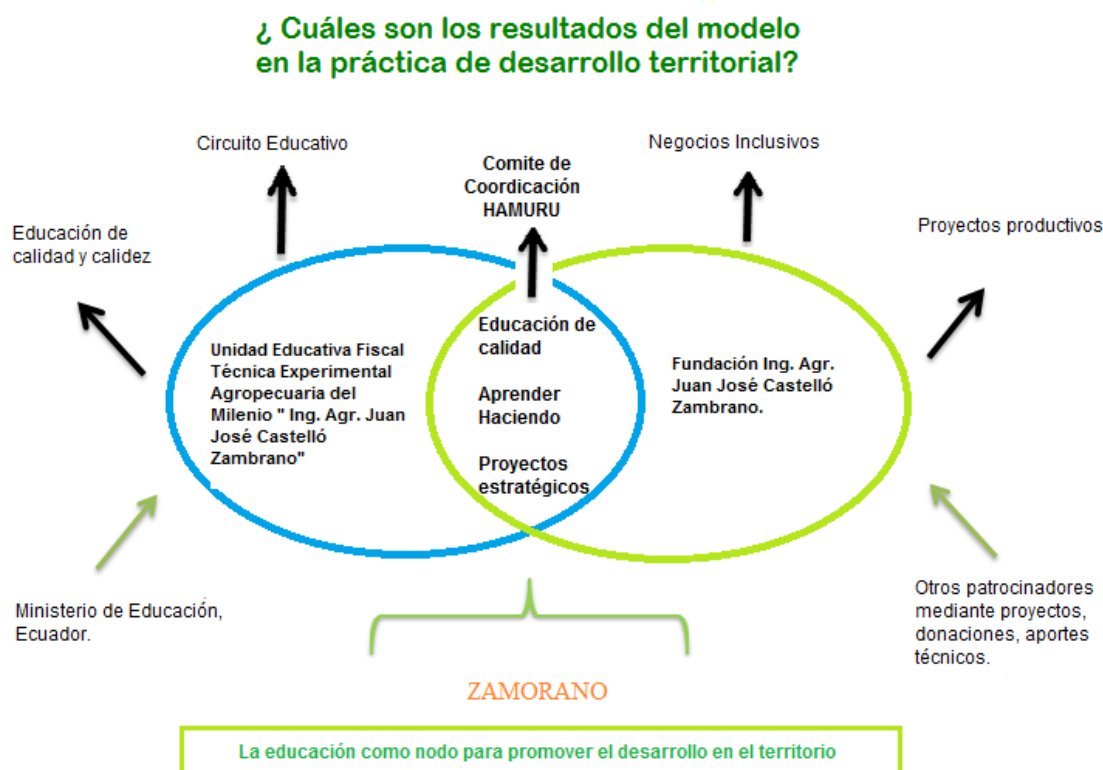 ¿ Cuáles son los resultados del modelo
en la práctica de desarrollo territorial?
Circuito Educativo
Comite de
Coordicación
HAMURU
Negocios Inclusivos
Educación de
calidad y calidez
Proyectos productivos
Unidad Educativa Fiscal
Técnica Experimental
Agropecuaria del
Milenio " Ing. Agr. Juan
José Castelló
Zambrano"
Educación de
calidad
Aprender
Haciendo
Proyectos
estratégicos
Fundación Ing. Agr.
Juan José Castelló
Zambrano.
Ministerio de Educación,
Ecuador.
Otros patrocinadores
mediante proyectos,
donaciones, aportes
técnicos.
ZAMORANO
La educación como nodo para promover el desarrollo en el territorio